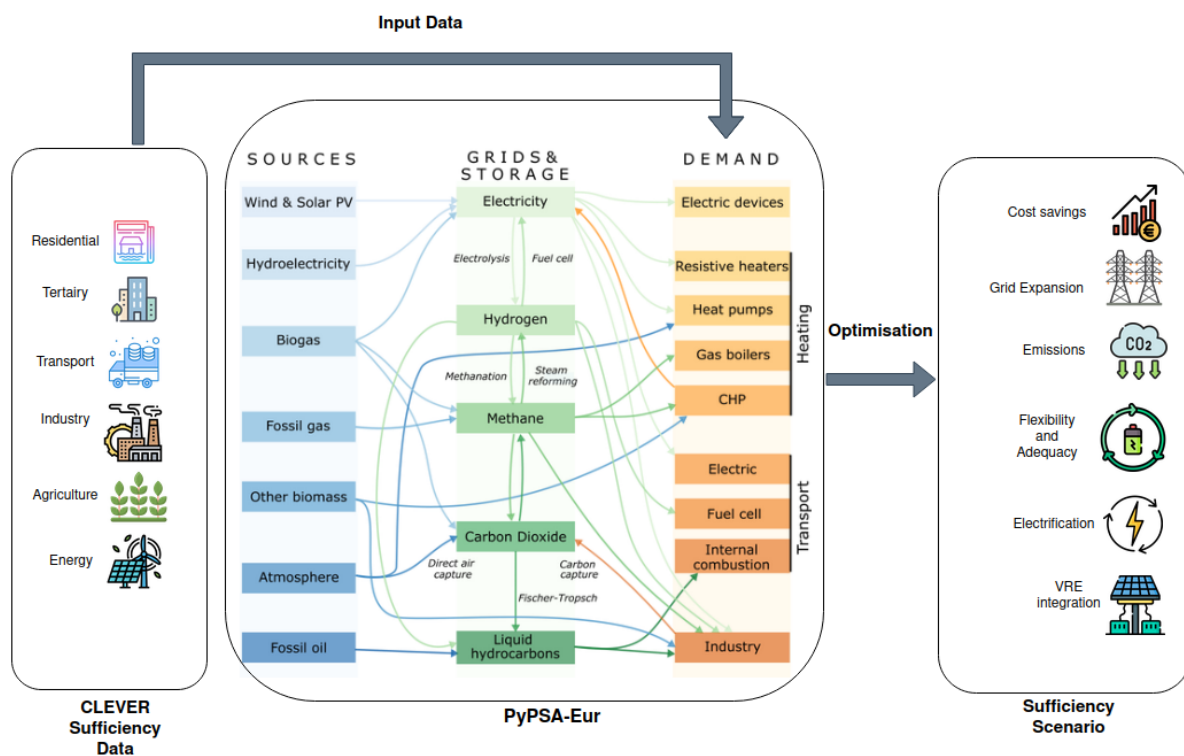 Input Data
Residential
Tertairy
Transport
Industry
Agriculture
Energy
CLEVER
Sufficiency
Data
SOURCES
Wind & Solar PV
Hydroelectricity
Biogas
Fossil gas
Other biomass
Atmosphere
Fossil oil
GRIDS &
STORAGE
Electricity
Electrolysis
Fuel cell
Hydrogen
Methanation
Steam
reforming
Methane
Carbon Dioxide
Direct air
capture
Carbon
capture
Fischer-Tropsch
Liquid
hydrocarbons
DEMAND
Electric devices
Resistive heaters
Heat pumps
Gas boilers
CHP
Heating
Electric
Fuel cell
Internal
combustion
Transport
Industry
PyPSA-Eur
Optimisation
Cost savings
€
Grid Expansion
Emissions
CO₂
Flexibility
and
Adequacy
Electrification
VRE
integration
Sufficiency
Scenario